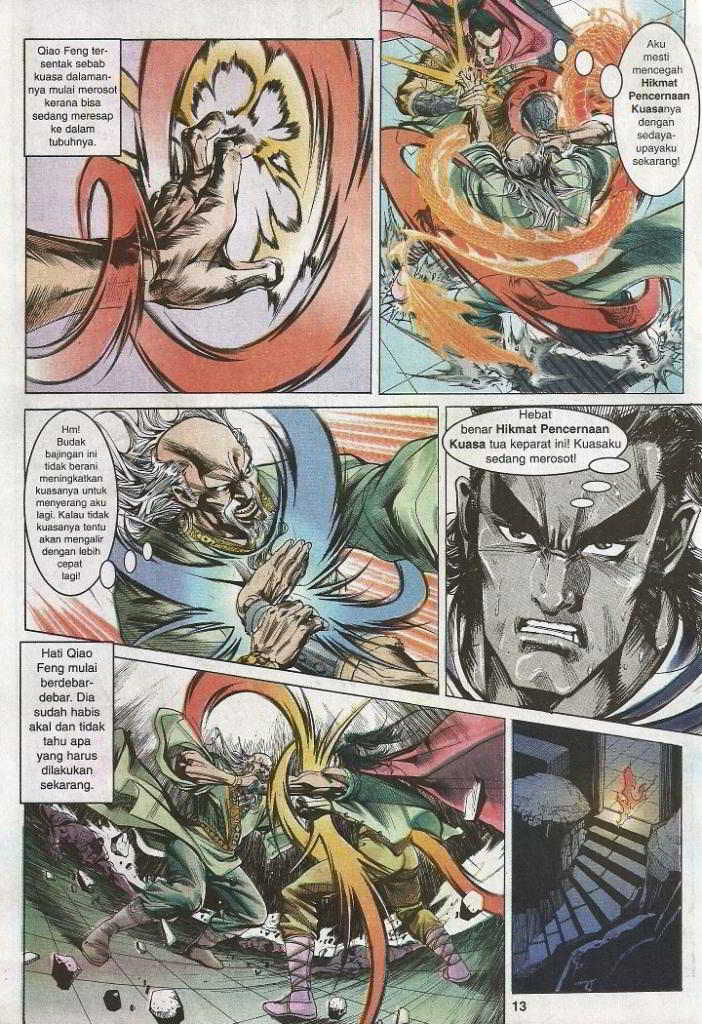 Qiao Feng ter-
sentak sebab
kuasa dalaman-
nya mulai merosot
kerana bisa
sedang meresap
ke dalam
tubuhnya.
Aku
mesti
mencegah
Hikmat
Pencernaan
Kuasanya
dengan
sedaya-
upayaku
sekarang!
Hm!
Budak
bajingan ini
tidak berani
meningkatkan
kuasanya untuk
menyerang aku
lagi. Kalau tidak
kuasanya tentu
akan mengalir
dengan lebih
cepat
lagi!
Hebat
benar Hikmat Pencernaan
Kuasa tua keparat ini! Kuasaku
sedang merosot!
Hati Qiao
Feng mulai
berdebar-
debar. Dia
sudah habis
akal dan tidak
tahu apa
yang harus
dilakukan
sekarang.
13